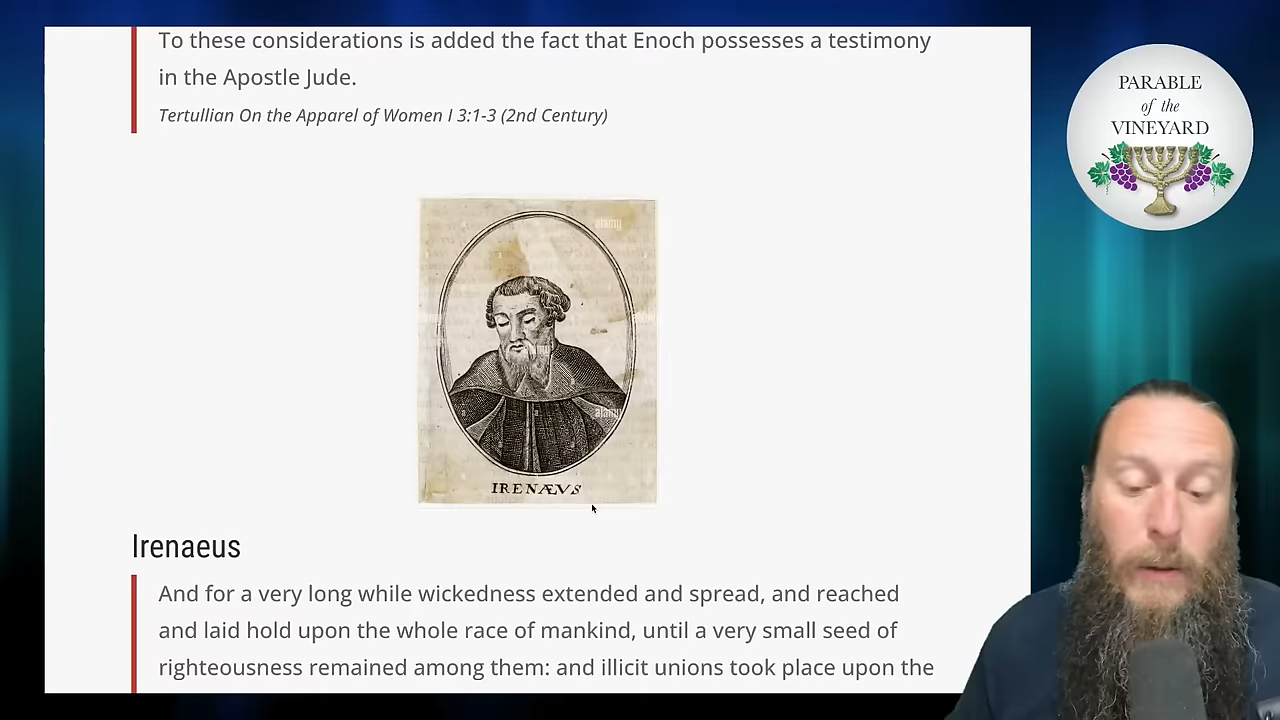 To these considerations is added the fact that Enoch possesses a testimony
in the Apostle Jude.
Tertullian On the Apparel of Women I 3:1-3 (2nd Century)
PARABLE
of the
VINEYARD
alamy
alamy
IRENÆVS
Irenaeus
And for a very long while wickedness extended and spread, and reached
and laid hold upon the whole race of mankind, until a very small seed of
righteousness remained among them: and illicit unions took place upon the